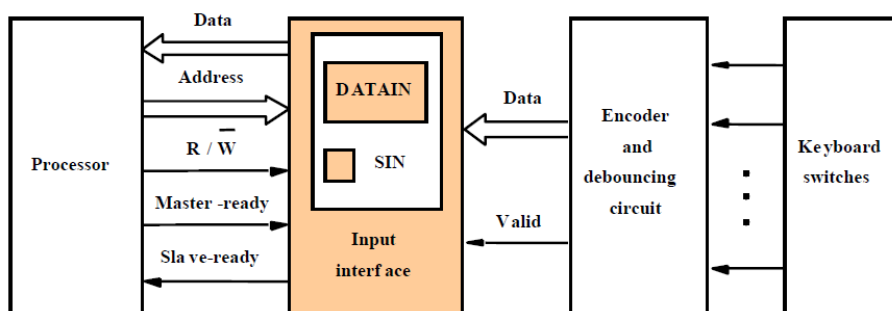 Data
Address
R / W̅
Master -ready
Sla ve-ready
Processor
DATAIN
SIN
Input
interf ace
Data
Valid
Encoder
and
debouncing
circuit
Keyboard
switches